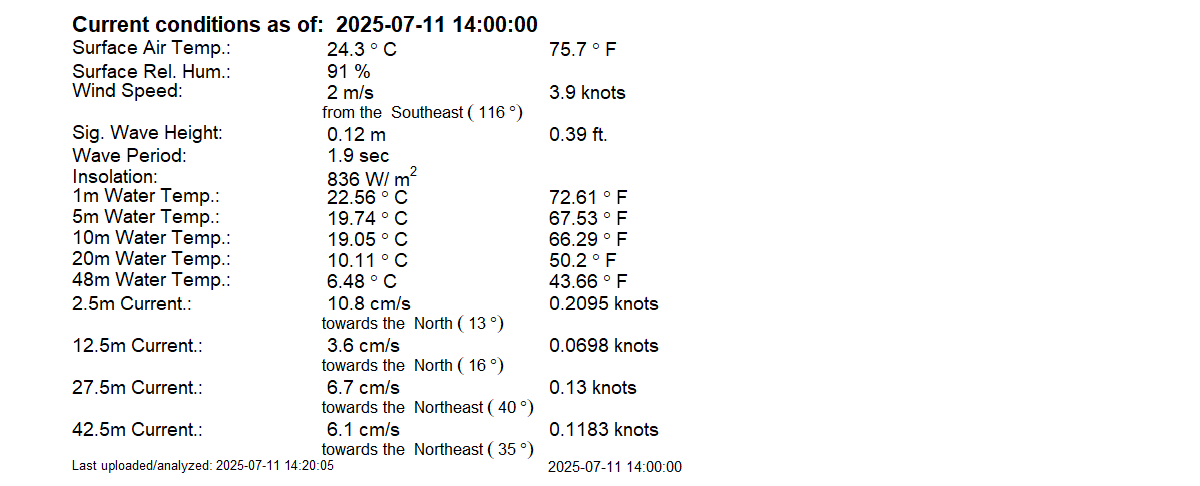 Current conditions as of: 2025-07-11 14:00:00
Surface Air Temp.: 24.3 ° C 75.7 ° F
Surface Rel. Hum.: 91 %
Wind Speed: 2 m/s 3.9 knots
from the Southeast ( 116 °)
Sig. Wave Height: 0.12 m 0.39 ft.
Wave Period: 1.9 sec
Insolation: 836 W/ m²
1m Water Temp.: 22.56 ° C 72.61 ° F
5m Water Temp.: 19.74 ° C 67.53 ° F
10m Water Temp.: 19.05 ° C 66.29 ° F
20m Water Temp.: 10.11 ° C 50.2 ° F
48m Water Temp.: 6.48 ° C 43.66 ° F
2.5m Current.: 10.8 cm/s 0.2095 knots
towards the North ( 13 °)
12.5m Current.: 3.6 cm/s 0.0698 knots
towards the North ( 16 °)
27.5m Current.: 6.7 cm/s 0.13 knots
towards the Northeast ( 40 °)
42.5m Current.: 6.1 cm/s 0.1183 knots
towards the Northeast ( 35 °)
Last uploaded/analyzed: 2025-07-11 14:20:05 2025-07-11 14:00:00